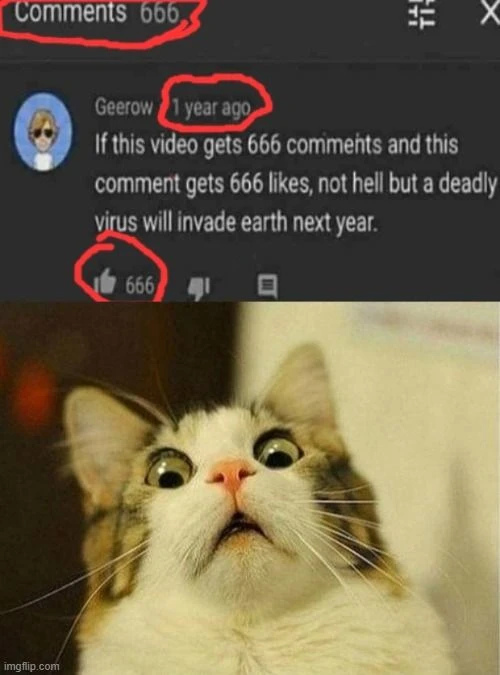 Comments 666
Geerow 1 year ago
If this video gets 666 comments and this
comment gets 666 likes, not hell but a deadly
virus will invade earth next year.
666
imgflip.com